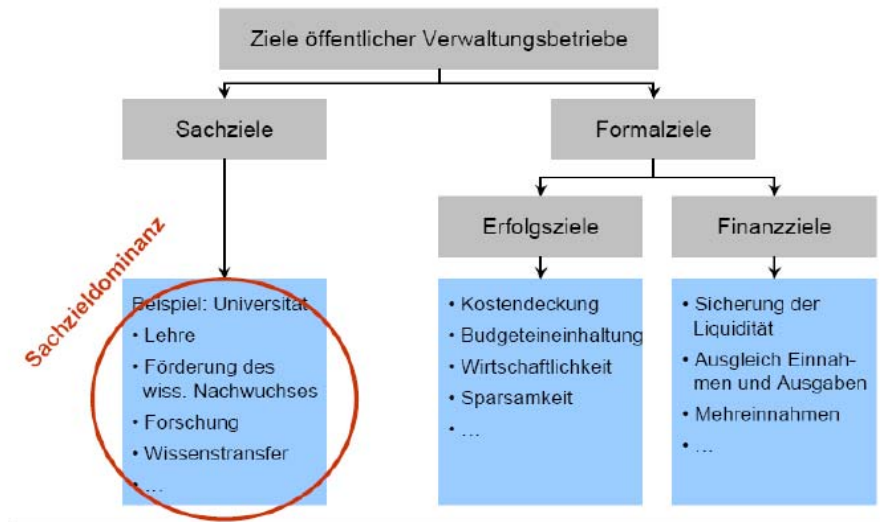 Ziele öffentlicher Verwaltungsbetriebe
Sachziele
Formalziele
Erfolgsziele
Finanzziele
Sachzieldominanz
Beispiel: Universität
• Lehre
• Förderung des
wiss. Nachwuchses
• Forschung
• Wissenstransfer
• ...
• Kostendeckung
• Budgeteineinhaltung
• Wirtschaftlichkeit
• Sparsamkeit
• ...
• Sicherung der
Liquidität
• Ausgleich Einnah-
men und Ausgaben
• Mehreinnahmen
• ...